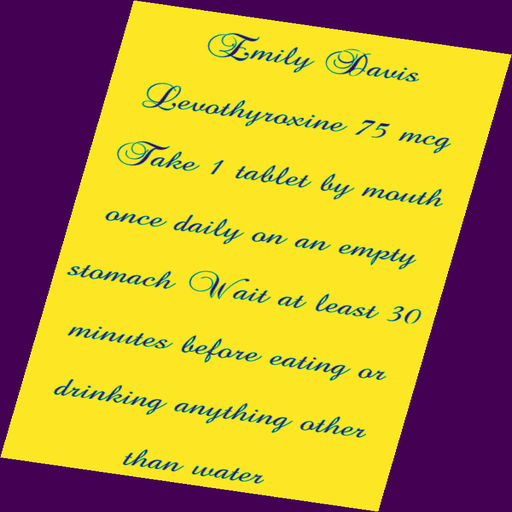 Emily Davis
Levothyroxine 75 mcg
Take 1 tablet by mouth
once daily on an empty
stomach Wait at least 30
minutes before eating or
drinking anything other
than water